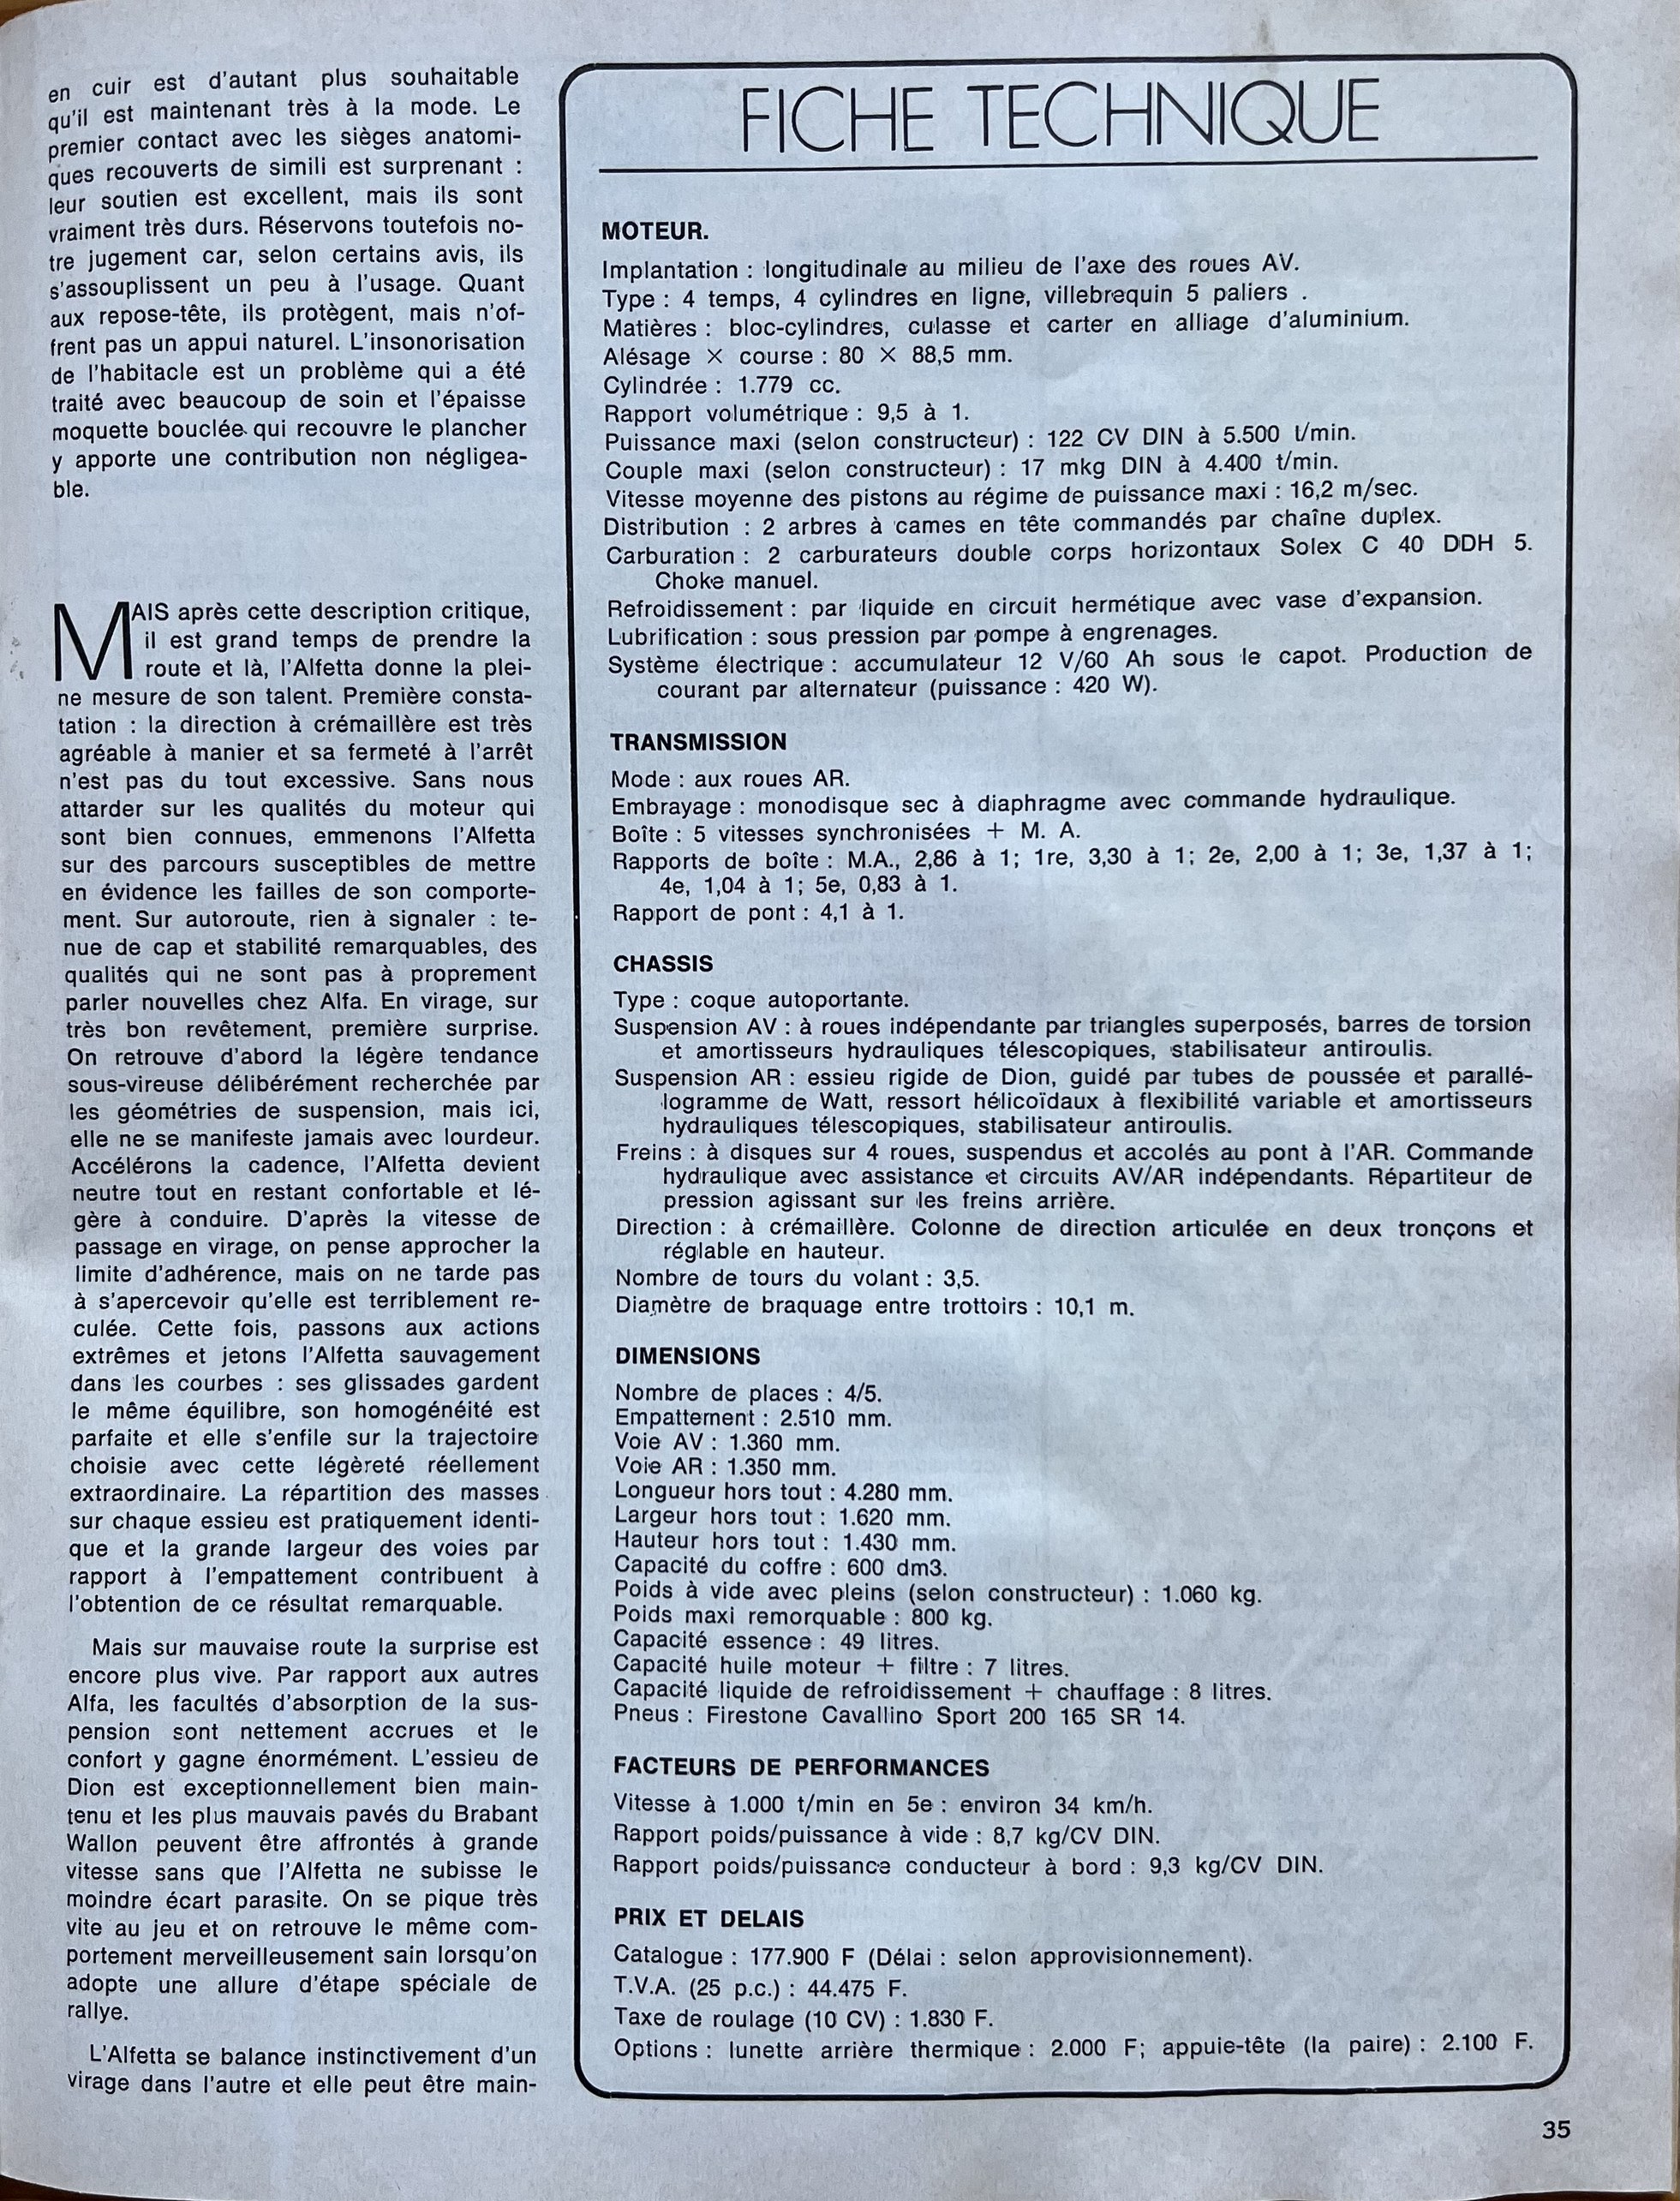 en cuir est d'autant plus souhaitable
qu'il est maintenant très à la mode. Le
premier contact avec les sièges anatomi-
ques recouverts de simili est surprenant :
leur soutien est excellent, mais ils sont
vraiment très durs. Réservons toutefois no-
tre jugement car, selon certains avis, ils
s'assouplissent un peu à l'usage. Quant
aux repose-tête, ils protègent, mais n'of-
frent pas un appui naturel. L'insonorisation
de l'habitacle est un problème qui a été
traité avec beaucoup de soin et l'épaisse
moquette bouclée qui recouvre le plancher
y apporte une contribution non négligea-
ble.
MAIS après cette description critique,
il est grand temps de prendre la
route et là, l'Alfetta donne la plei-
ne mesure de son talent. Première consta-
tation : la direction à crémaillère est très
agréable à manier et sa fermeté à l'arrêt
n'est pas du tout excessive. Sans nous
attarder sur les qualités du moteur qui
sont bien connues, emmenons l'Alfetta
sur des parcours susceptibles de mettre
en évidence les failles de son comporte-
ment. Sur autoroute, rien à signaler : te-
nue de cap et stabilité remarquables, des
qualités qui ne sont pas à proprement
parler nouvelles chez Alfa. En virage, sur
très bon revêtement, première surprise.
On retrouve d'abord la légère tendance
sous-vireuse délibérément recherchée par
les géométries de suspension, mais ici,
elle ne se manifeste jamais avec lourdeur.
Accélérons la cadence, l'Alfetta devient
neutre tout en restant confortable et lé-
gère à conduire. D'après la vitesse de
passage en virage, on pense approcher la
limite d'adhérence, mais on ne tarde pas
à s'apercevoir qu'elle est terriblement re-
culée. Cette fois, passons aux actions
extrêmes et jetons l'Alfetta sauvagement
dans les courbes : ses glissades gardent
le même équilibre, son homogénéité est
parfaite et elle s'enfile sur la trajectoire
choisie avec cette légèreté réellement
extraordinaire. La répartition des masses
sur chaque essieu est pratiquement identi-
que et la grande largeur des voies par
rapport à l'empattement contribuent à
l'obtention de ce résultat remarquable.
Mais sur mauvaise route la surprise est
encore plus vive. Par rapport aux autres
Alfa, les facultés d'absorption de la sus-
pension sont nettement accrues et le
confort y gagne énormément. L'essieu de
Dion est exceptionnellement bien main-
tenu et les plus mauvais pavés du Brabant
Wallon peuvent être affrontés à grande
vitesse sans que l'Alfetta ne subisse le
moindre écart parasite. On se pique très
vite au jeu et on retrouve le même com-
portement merveilleusement sain lorsqu'on
adopte une allure d'étape spéciale de
rallye.
L'Alfetta se balance instinctivement d'un
virage dans l'autre et elle peut être main-
FICHE TECHNIQUE
MOTEUR.
Implantation : longitudinale au milieu de l'axe des roues AV.
Type : 4 temps, 4 cylindres en ligne, villebrequin 5 paliers .
Matières : bloc-cylindres, culasse et carter en alliage d'aluminium.
Alésage × course : 80 × 88,5 mm.
Cylindrée : 1.779 cc.
Rapport volumétrique : 9,5 à 1.
Puissance maxi (selon constructeur) : 122 CV DIN à 5.500 t/min.
Couple maxi (selon constructeur) : 17 mkg DIN à 4.400 t/min.
Vitesse moyenne des pistons au régime de puissance maxi : 16,2 m/sec.
Distribution : 2 arbres à cames en tête commandés par chaîne duplex.
Carburation : 2 carburateurs double corps horizontaux Solex C 40 DDH 5.
Choke manuel.
Refroidissement : par liquide en circuit hermétique avec vase d'expansion.
Lubrification : sous pression par pompe à engrenages.
Système électrique : accumulateur 12 V/60 Ah sous le capot. Production de
courant par alternateur (puissance : 420 W).
TRANSMISSION
Mode : aux roues AR.
Embrayage : monodisque sec à diaphragme avec commande hydraulique.
Boîte : 5 vitesses synchronisées + M. A.
Rapports de boîte : M.A., 2,86 à 1; 1re, 3,30 à 1; 2e, 2,00 à 1; 3e, 1,37 à 1;
4e, 1,04 à 1; 5e, 0,83 à 1.
Rapport de pont : 4,1 à 1.
CHASSIS
Type : coque autoportante.
Suspension AV : à roues indépendante par triangles superposés, barres de torsion
et amortisseurs hydrauliques télescopiques, stabilisateur antiroulis.
Suspension AR : essieu rigide de Dion, guidé par tubes de poussée et parallé-
logramme de Watt, ressort hélicoïdaux à flexibilité variable et amortisseurs
hydrauliques télescopiques, stabilisateur antiroulis.
Freins : à disques sur 4 roues, suspendus et accolés au pont à l'AR. Commande
hydraulique avec assistance et circuits AV/AR indépendants. Répartiteur de
pression agissant sur les freins arrière.
Direction : à crémaillère. Colonne de direction articulée en deux tronçons et
réglable en hauteur.
Nombre de tours du volant : 3,5.
Diamètre de braquage entre trottoirs : 10,1 m.
DIMENSIONS
Nombre de places : 4/5.
Empattement : 2.510 mm.
Voie AV : 1.360 mm.
Voie AR : 1.350 mm.
Longueur hors tout : 4.280 mm.
Largeur hors tout : 1.620 mm.
Hauteur hors tout : 1.430 mm.
Capacité du coffre : 600 dm3.
Poids à vide avec pleins (selon constructeur) : 1.060 kg.
Poids maxi remorquable : 800 kg.
Capacité essence : 49 litres.
Capacité huile moteur + filtre : 7 litres.
Capacité liquide de refroidissement + chauffage : 8 litres.
Pneus : Firestone Cavallino Sport 200 165 SR 14.
FACTEURS DE PERFORMANCES
Vitesse à 1.000 t/min en 5e : environ 34 km/h.
Rapport poids/puissance à vide : 8,7 kg/CV DIN.
Rapport poids/puissance conducteur à bord : 9,3 kg/CV DIN.
PRIX ET DELAIS
Catalogue : 177.900 F (Délai : selon approvisionnement).
T.V.A. (25 p.c.) : 44.475 F.
Taxe de roulage (10 CV) : 1.830 F.
Options : lunette arrière thermique : 2.000 F; appuie-tête (la paire) : 2.100 F.
35